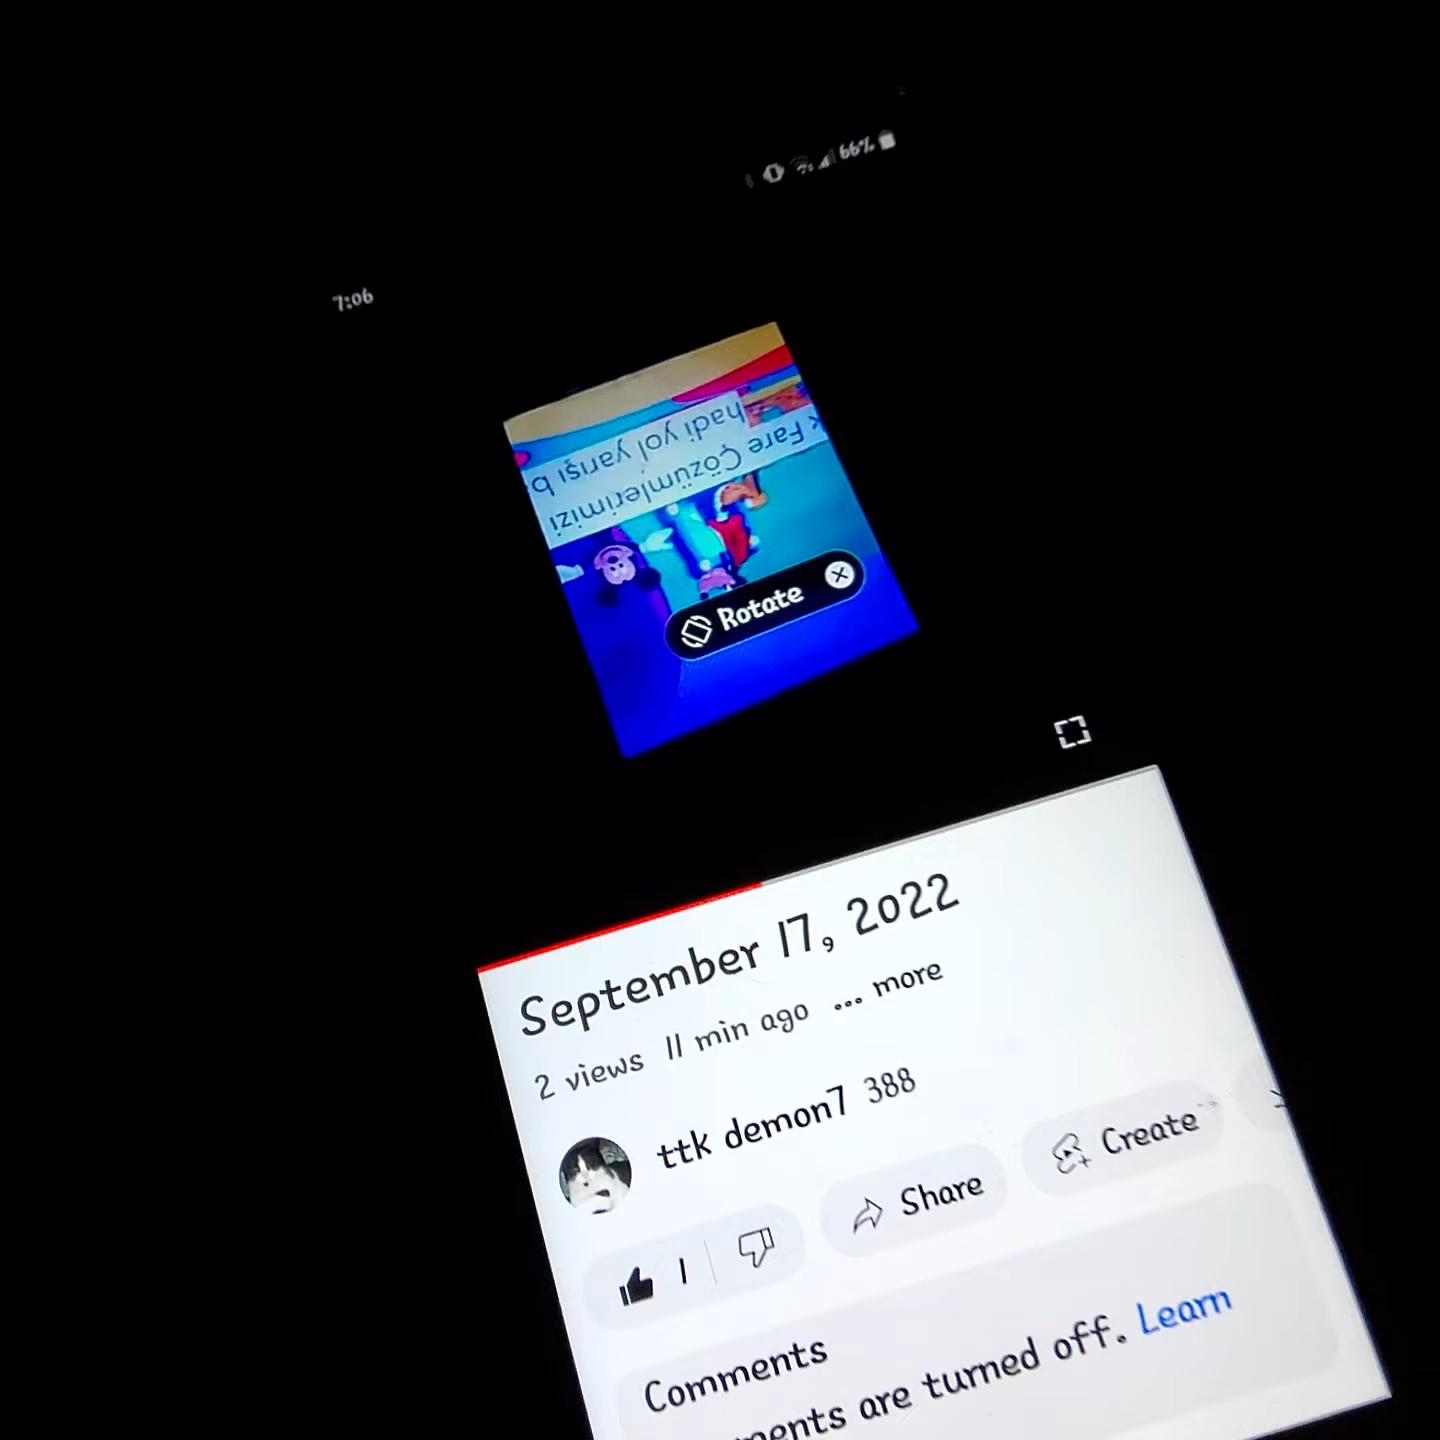 7:06
66%
k Fare Çözümlerimizi
hadi yol yarışı b
Rotate
September 17, 2022
2 views 11 min ago ... more
ttk demon7 388
1
Share
Create
Comments
are turned off. Learn